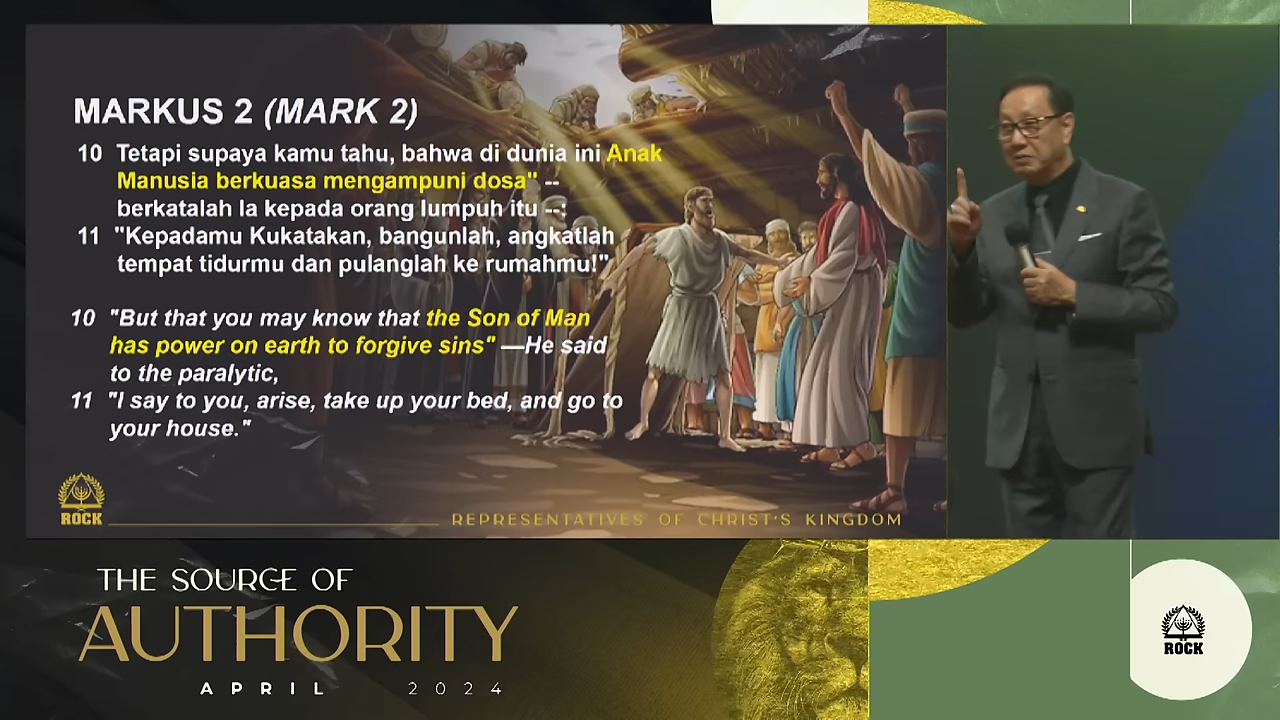 MARKUS 2 (MARK 2)
10 Tetapi supaya kamu tahu, bahwa di dunia ini Anak
Manusia berkuasa mengampuni dosa" --
berkatalah Ia kepada orang lumpuh itu --:
11 "Kepadamu Kukatakan, bangunlah, angkatlah
tempat tidurmu dan pulanglah ke rumahmu!"
10 "But that you may know that the Son of Man
has power on earth to forgive sins" —He said
to the paralytic,
11 "I say to you, arise, take up your bed, and go to
your house."
ROCK
REPRESENTATIVES OF CHRIST'S KINGDOM
THE SOURCE OF
AUTHORITY
APRIL 2024
ROCK